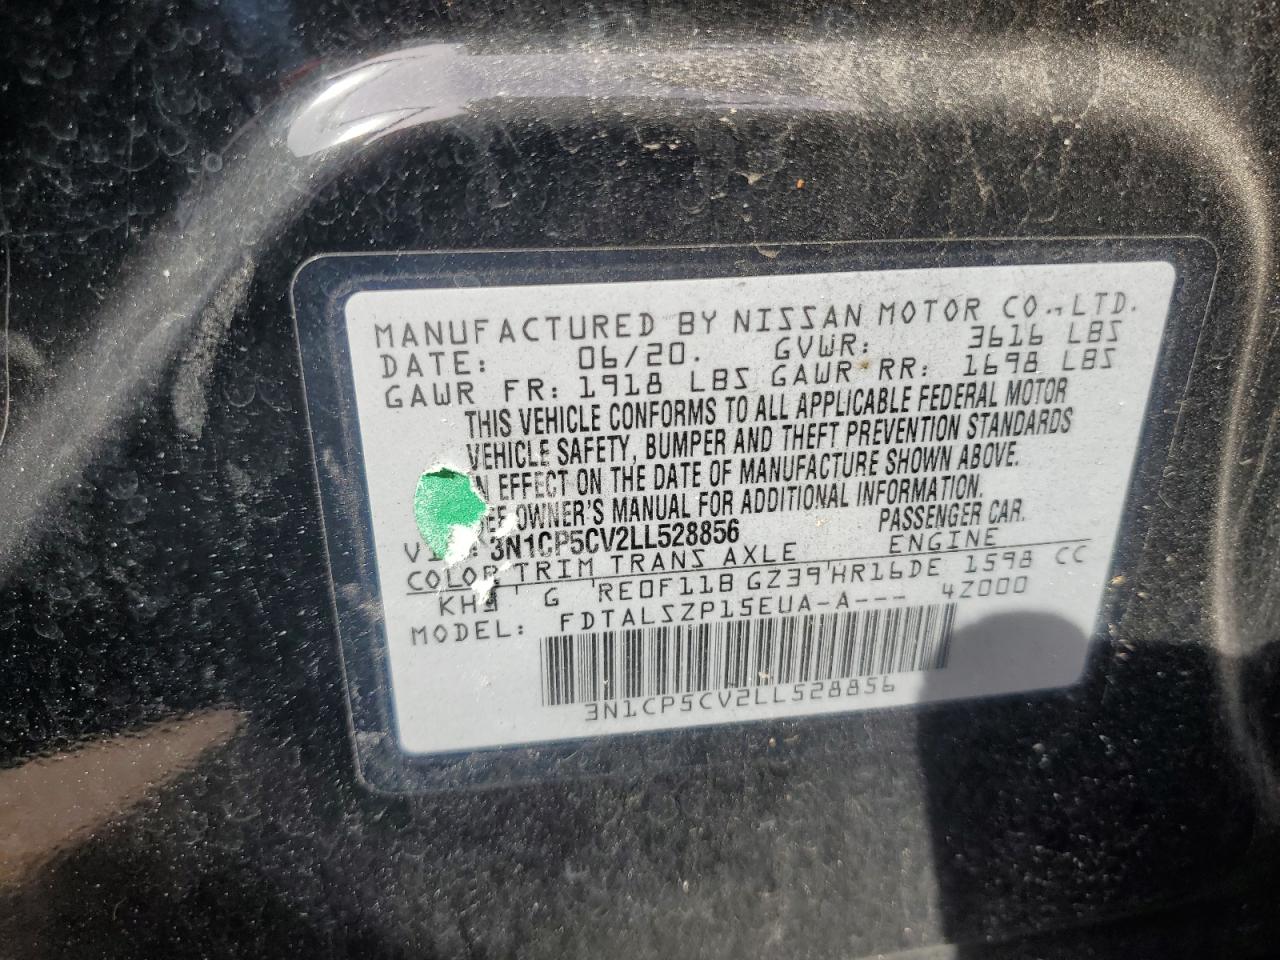 MANUFACTURED BY NISSAN MOTOR CO.,LTD.
DATE: 06/20. GVWR: 3616 LBS
GAWR FR: 1918 LBS GAWR RR: 1698 LBS
THIS VEHICLE CONFORMS TO ALL APPLICABLE FEDERAL MOTOR
VEHICLE SAFETY, BUMPER AND THEFT PREVENTION STANDARDS
IN EFFECT ON THE DATE OF MANUFACTURE SHOWN ABOVE.
SEE OWNER'S MANUAL FOR ADDITIONAL INFORMATION.
3N1CP5CV2LL528856 PASSENGER CAR.
COLOR TRIM TRANS AXLE ENGINE
G RE0F11B GZ39 HR16DE 1598 CC
MODEL: FDTALSZP15EUA-A--- 4Z000
3N1CP5CV2LL528856